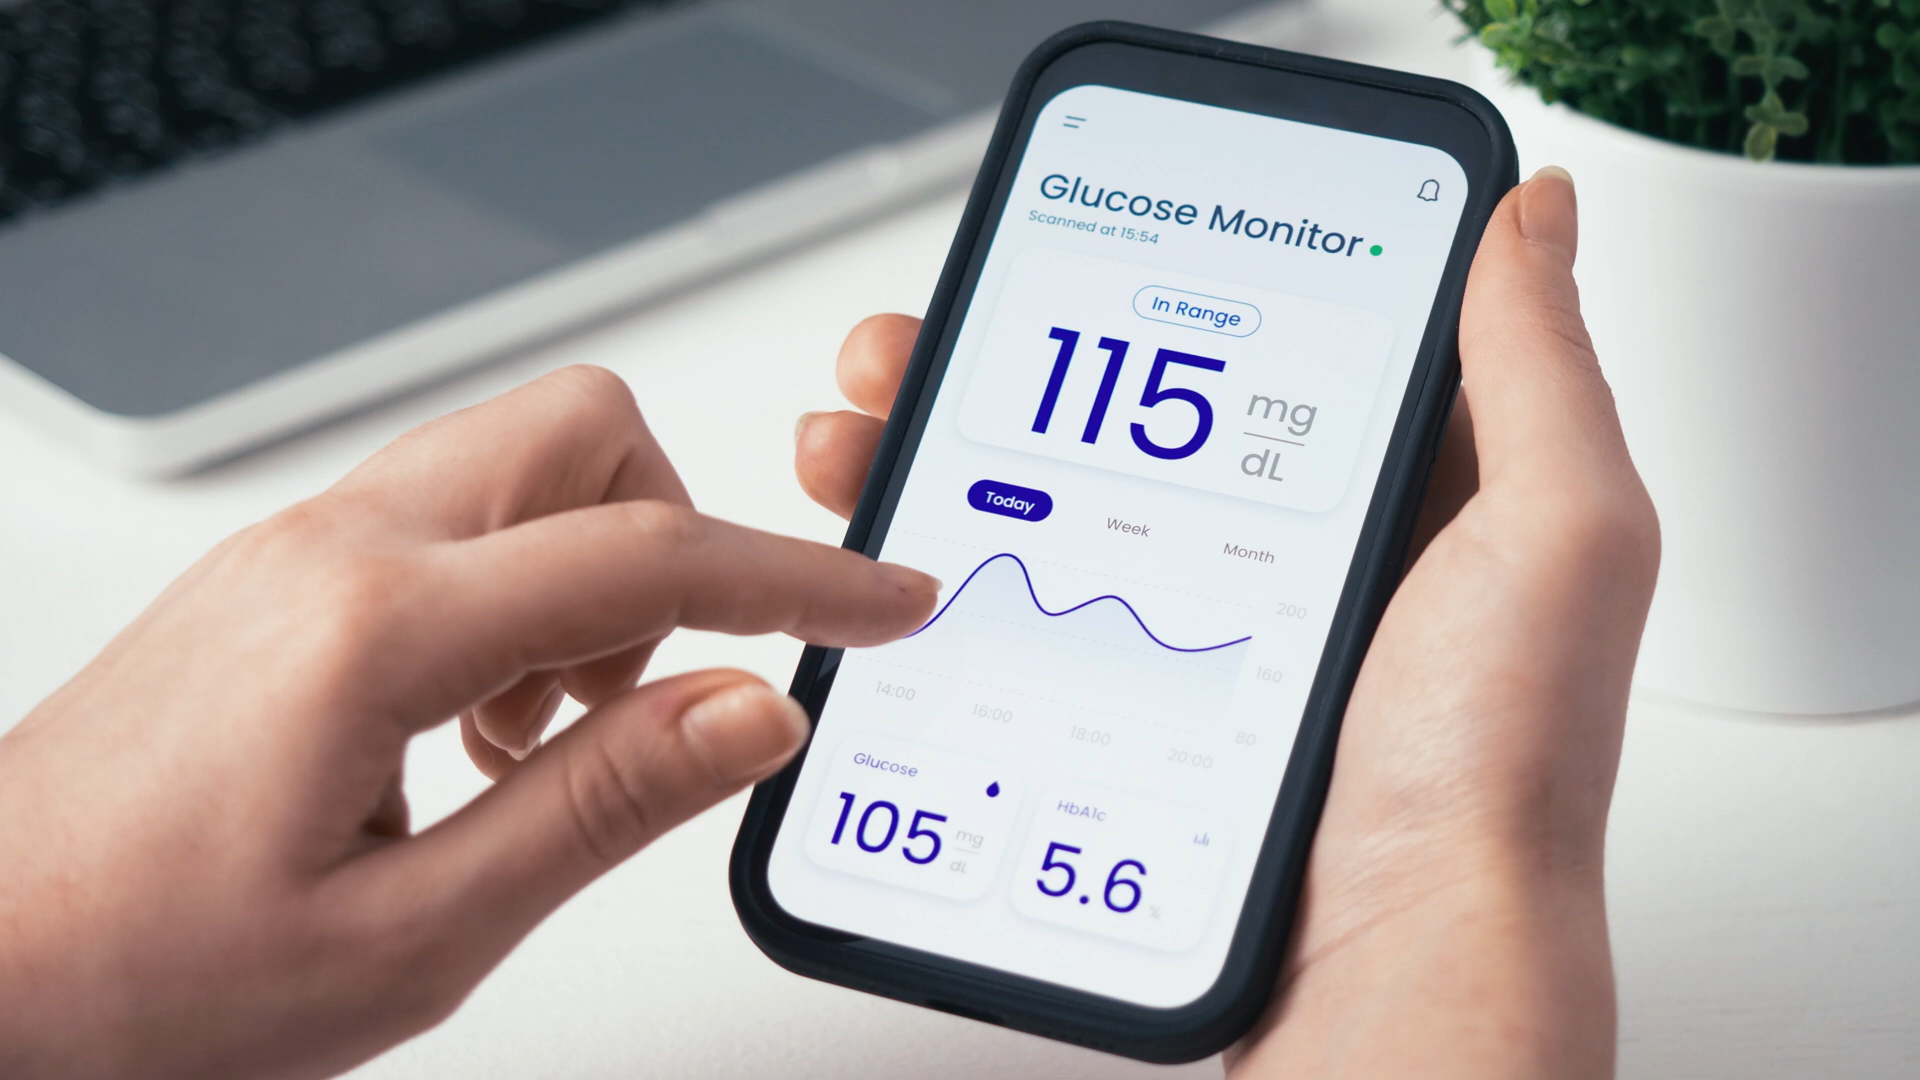 Glucose Monitor
Scanned at 15:54
In Range
115 mg
dL
Today Week Month
200
160
80
14:00 16:00 18:00 20:00
Glucose
105 mg
dL
HbA1c
5.6 %